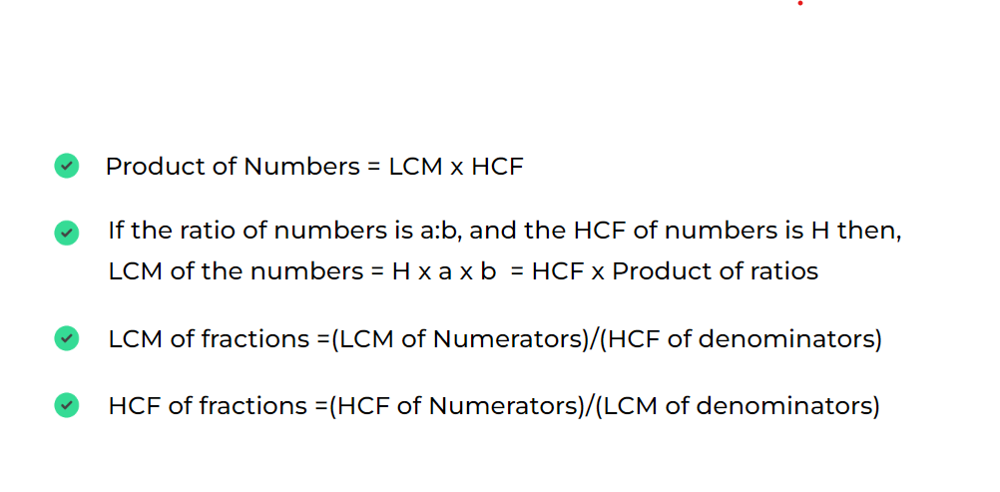 Product of Numbers = LCM x HCF
If the ratio of numbers is a:b, and the HCF of numbers is H then,
LCM of the numbers = H x a x b  = HCF x Product of ratios
LCM of fractions =(LCM of Numerators)/(HCF of denominators)
HCF of fractions =(HCF of Numerators)/(LCM of denominators)